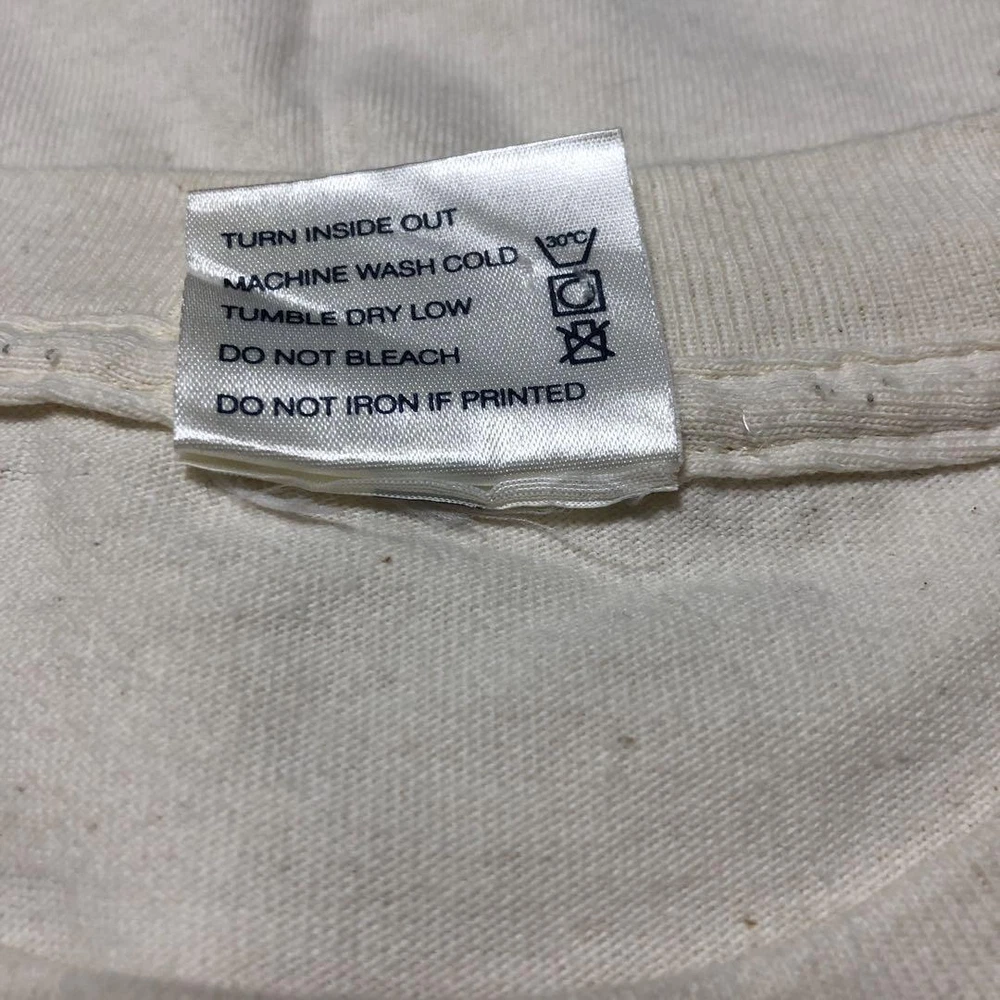 TURN INSIDE OUT
MACHINE WASH COLD
30°C
TUMBLE DRY LOW
DO NOT BLEACH
DO NOT IRON IF PRINTED